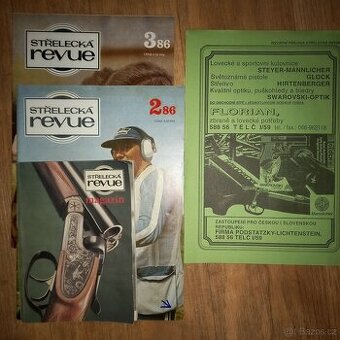 STŘELECKÁ
revue
3 86
STŘELECKÁ
revue
2 86
STŘELECKÁ
revue
magazin
Lovecké a sportovní kulovnice
STEYER-MANNLICHER
Světoznámé pistole GLOCK
Střelivo HIRTENBERGER
Kvalitní optiku, puškohledy a triedry
SWAROVSKI-OPTIK
FLORIAN,
zbraně a lovecké potřeby
588 56 TELČ I/59
ZASTOUPENÍ PRO ČESKOU I SLOVENSKOU
REPUBLIKU:
FIRMA PODSTATZKY-LICHTENSTEIN,
588 56 TELČ I/59